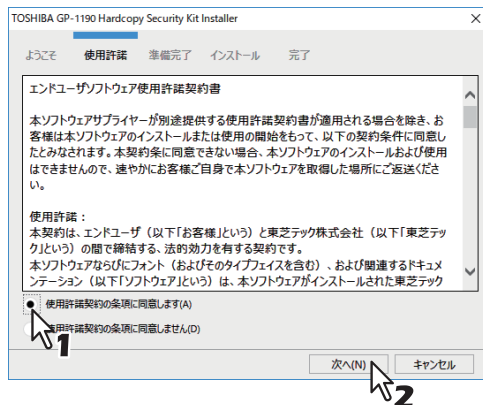 TOSHIBA GP-1190 Hardcopy Security Kit Installer
ようこそ 使用許諾 準備完了 インストール 完了
エンドユーザソフトウェア使用許諾契約書
本ソフトウェアサプライヤーが別途提供する使用許諾契約書が適用される場合を除き、お
客様は本ソフトウェアのインストールまたは使用の開始をもって、以下の契約条件に同意し
たとみなされます。本契約条に同意できない場合、本ソフトウェアのインストールおよび使用
はできませんので、速やかにお客様ご自身で本ソフトウェアを取得した場所にご返送くださ
い。
使用許諾：
本契約は、エンドユーザ（以下「お客様」という）と東芝テック株式会社（以下「東芝テッ
ク」という）の間で締結する、法的効力を有する契約です。
本ソフトウェアならびにフォント（およびそのタイプフェイスを含む）、および関連するドキュメ
ンテーション（以下「ソフトウェア」という）は、本ソフトウェアがインストールされた東芝テック
使用許諾契約の条項に同意します(A)
使用許諾契約の条項に同意しません(D)
1
次へ(N) キャンセル
2